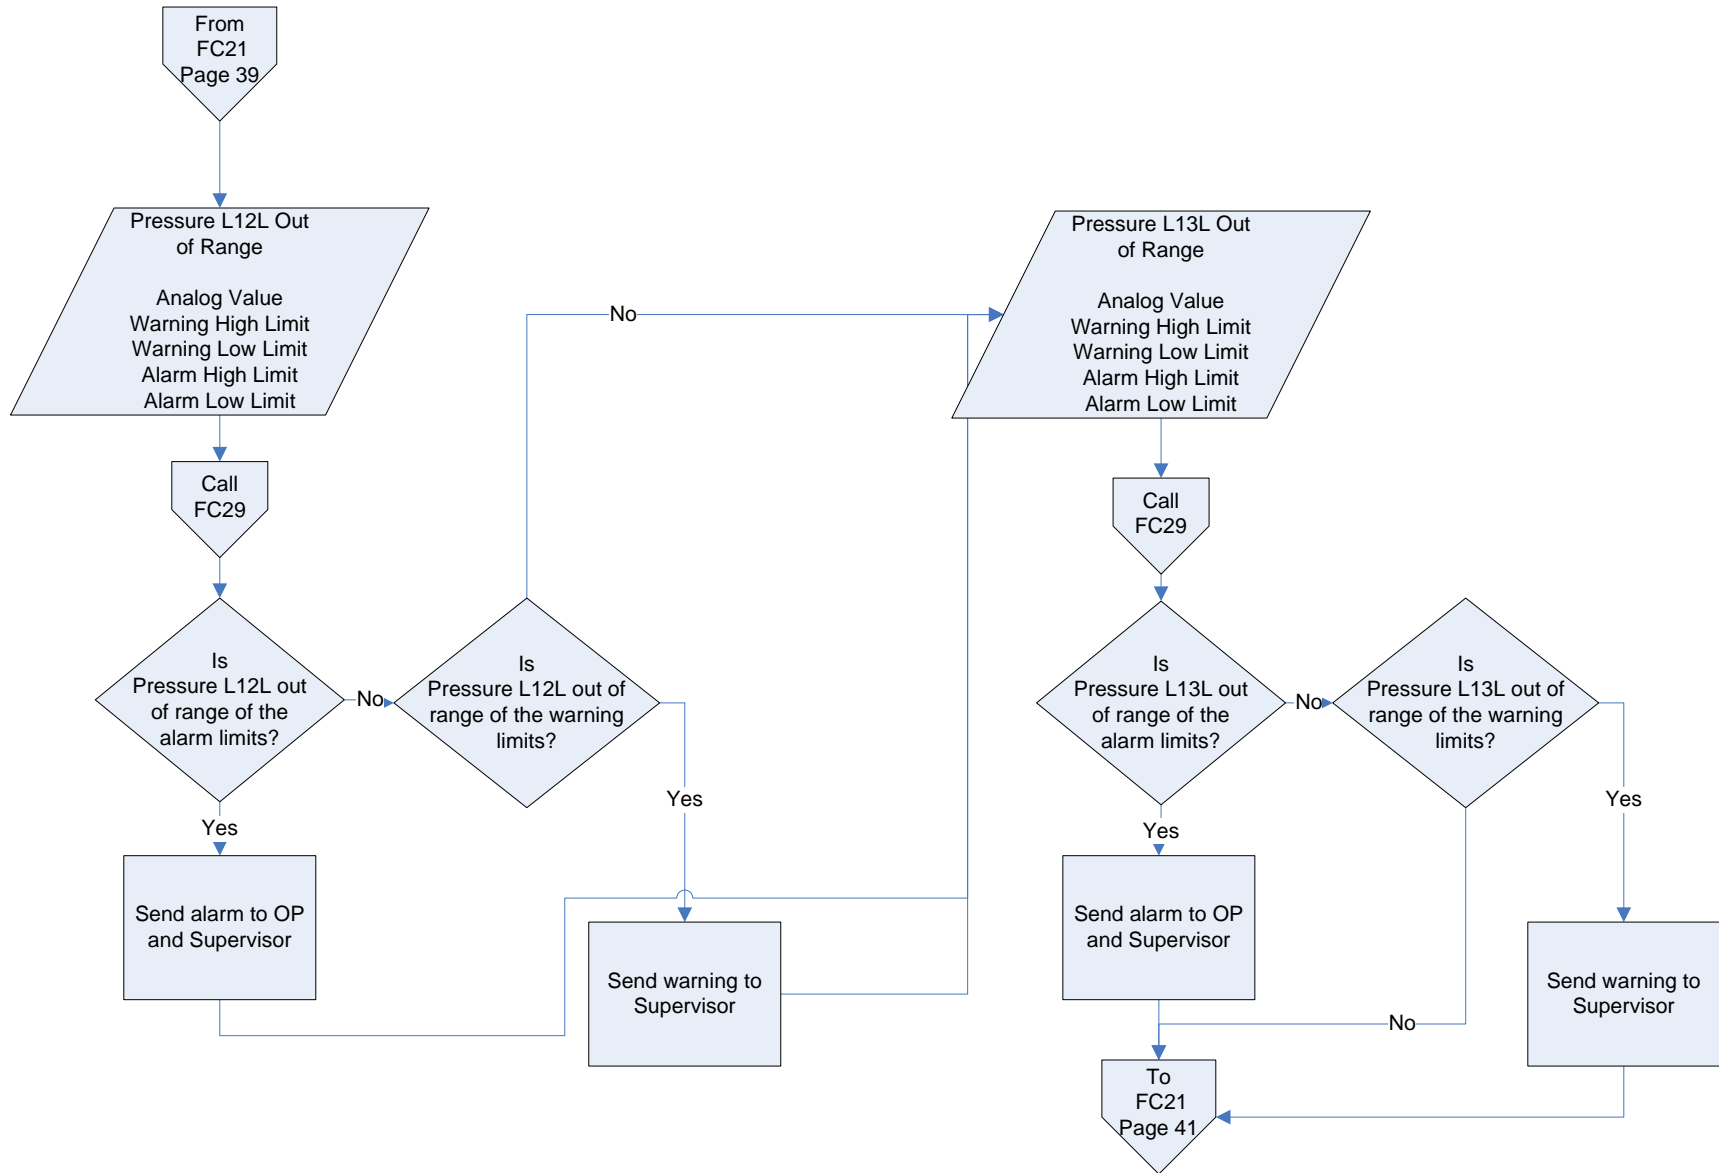 From
FC21
Page 39
Pressure L12L Out
of Range
Analog Value
Warning High Limit
Warning Low Limit
Alarm High Limit
Alarm Low Limit
Call
FC29
Is
Pressure L12L out
of range of the
alarm limits?
No
Is
Pressure L12L out of
range of the warning
limits?
No
Yes
Send alarm to OP
and Supervisor
Yes
Send warning to
Supervisor
Pressure L13L Out
of Range
Analog Value
Warning High Limit
Warning Low Limit
Alarm High Limit
Alarm Low Limit
Call
FC29
Is
Pressure L13L out
of range of the
alarm limits?
No
Is
Pressure L13L out of
range of the warning
limits?
Yes
Send alarm to OP
and Supervisor
Yes
Send warning to
Supervisor
No
To
FC21
Page 41